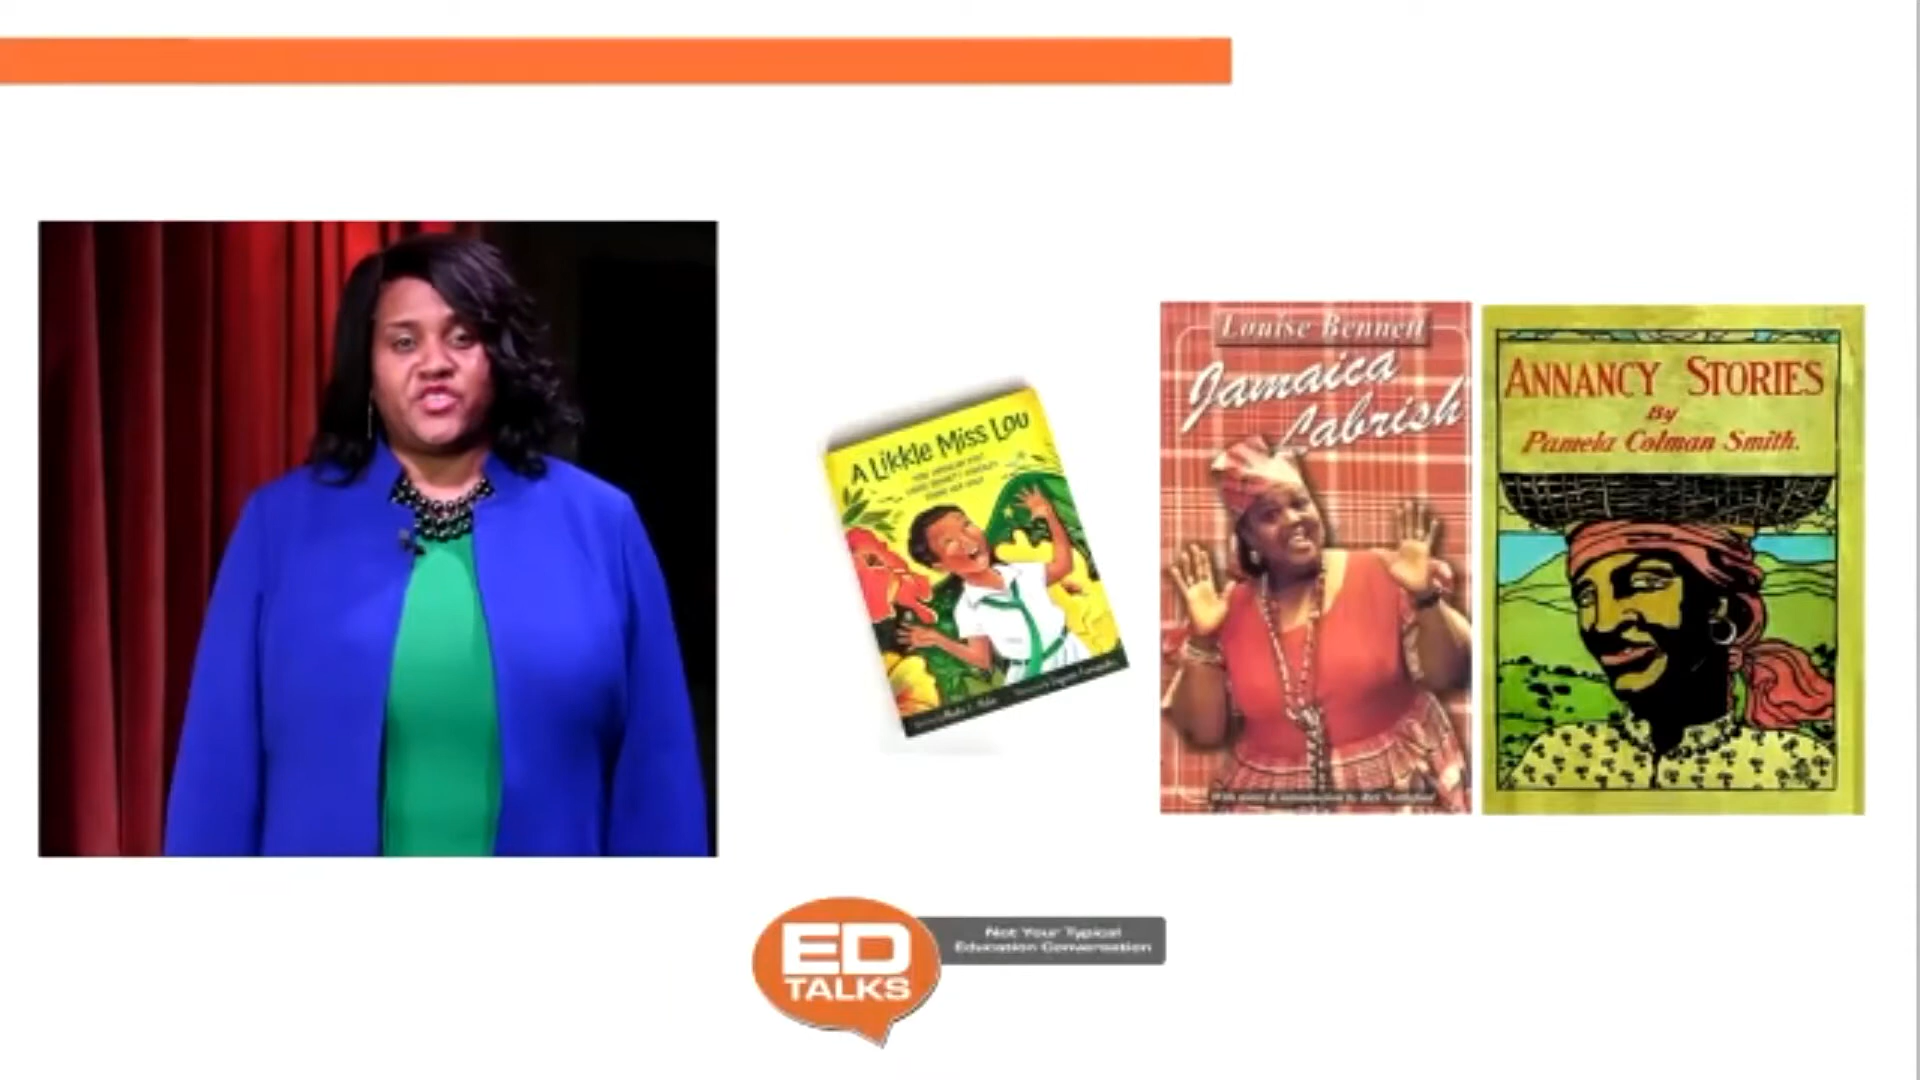 A Likkle Miss Lou
Louise Bennett
Jamaica
Labrish
ANNANCY STORIES
By
Pamela Colman Smith.
ED
TALKS
Not Your Typical
Education Conversation